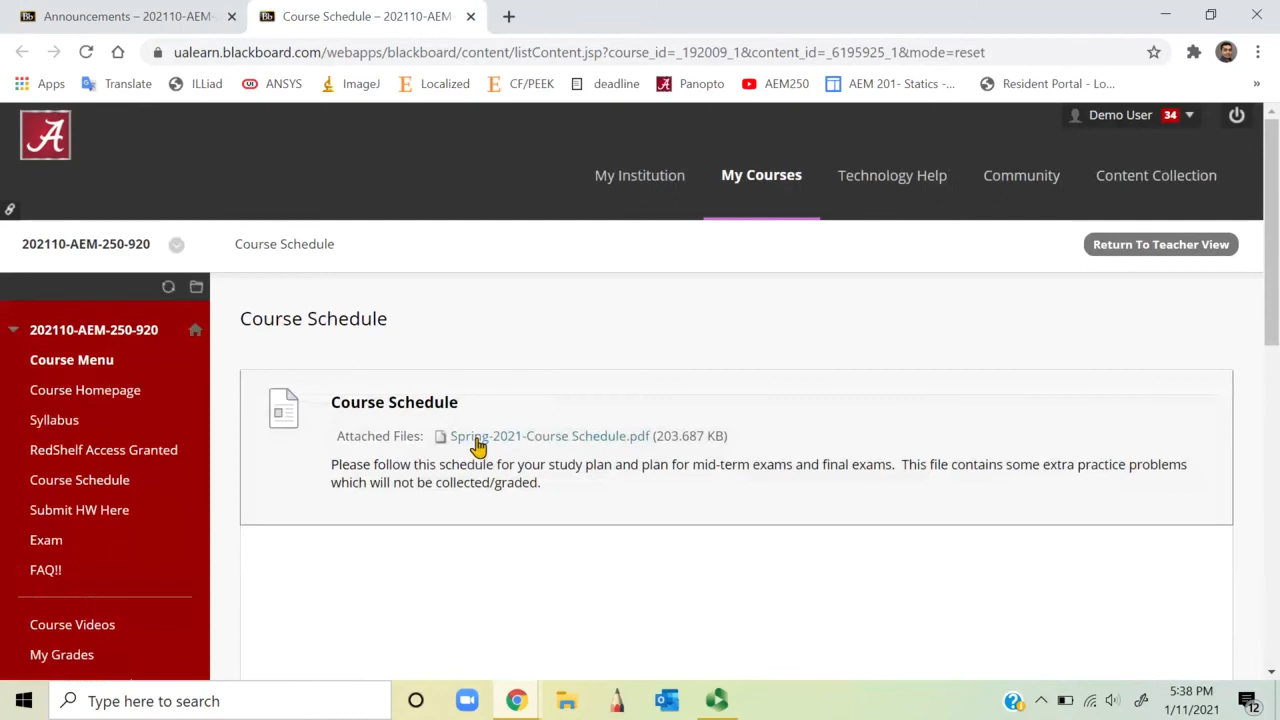 Announcements – 202110-AEM-
Course Schedule – 202110-AEM
ualearn.blackboard.com/webapps/blackboard/content/listContent.jsp?course_id=_192009_1&content_id=_6195925_1&mode=reset
Apps Translate ILLiad ANSYS ImageJ Localized CF/PEEK deadline Panopto AEM250 AEM 201- Statics -... Resident Portal - Lo... »
Demo User 34
My Institution My Courses Technology Help Community Content Collection
202110-AEM-250-920 Course Schedule Return To Teacher View
202110-AEM-250-920
Course Menu
Course Homepage
Syllabus
RedShelf Access Granted
Course Schedule
Submit HW Here
Exam
FAQ!!
Course Videos
My Grades
Course Schedule
Course Schedule
Attached Files: Spring-2021-Course Schedule.pdf (203.687 KB)
Please follow this schedule for your study plan and plan for mid-term exams and final exams. This file contains some extra practice problems
which will not be collected/graded.
Type here to search
5:38 PM
1/11/2021
12